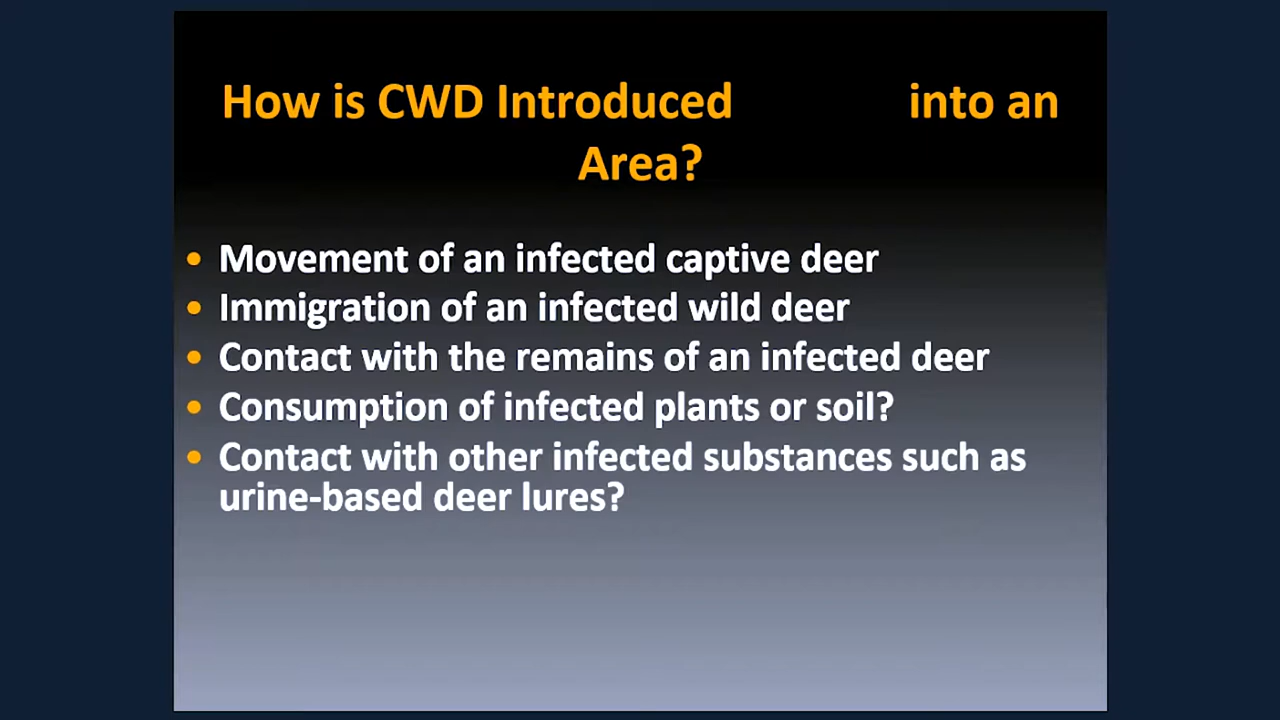 How is CWD Introduced into an
Area?
• Movement of an infected captive deer
• Immigration of an infected wild deer
• Contact with the remains of an infected deer
• Consumption of infected plants or soil?
• Contact with other infected substances such as
urine-based deer lures?